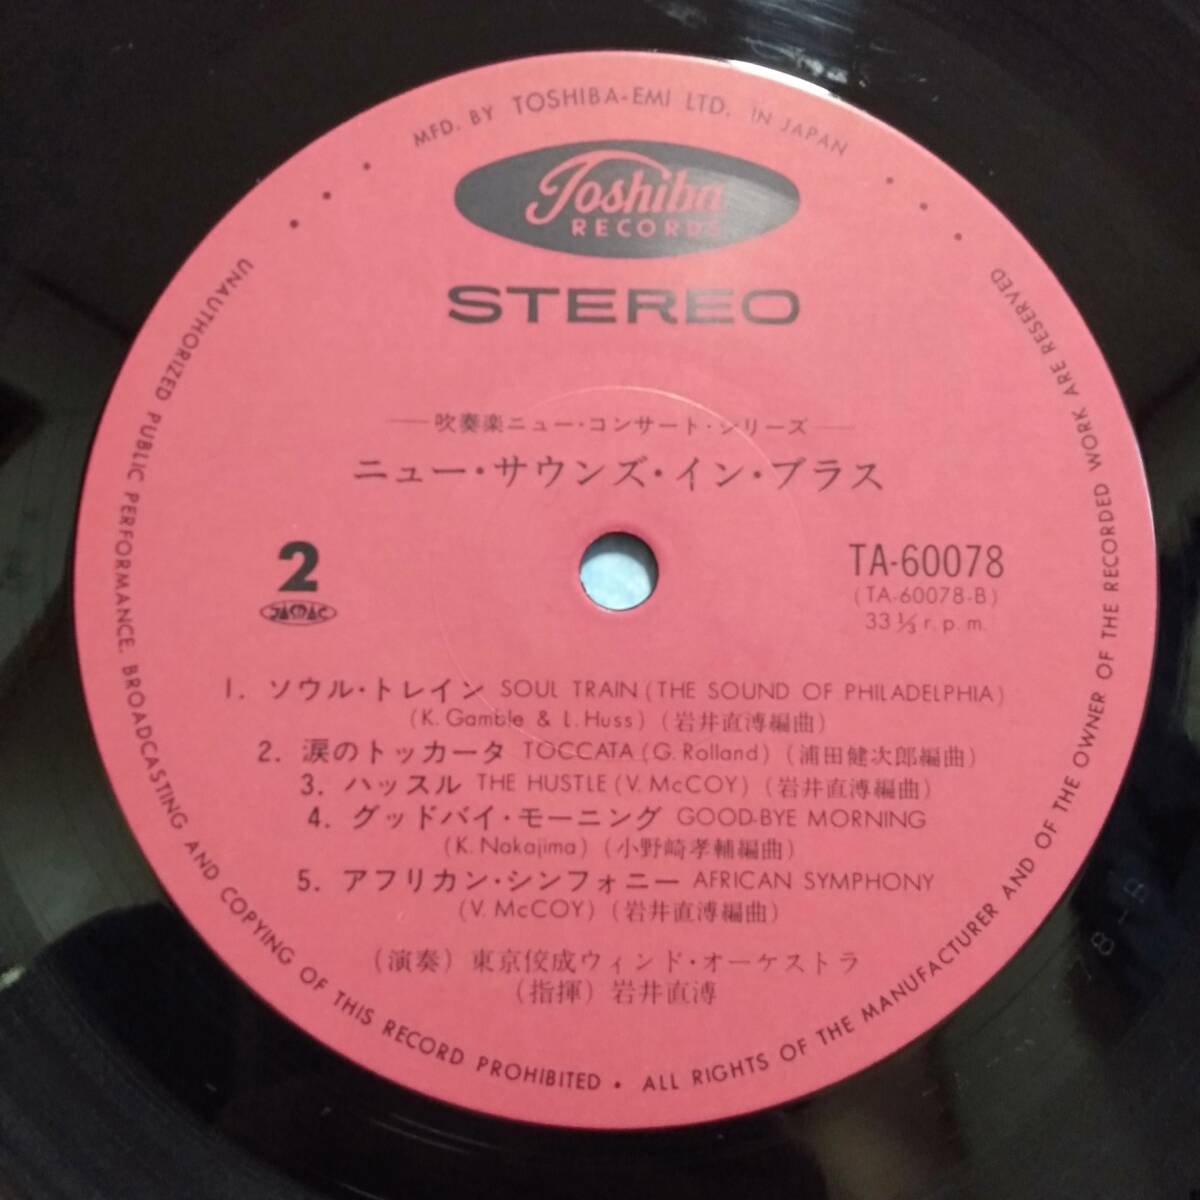 MFD. BY TOSHIBA-EMI LTD. IN JAPAN
Toshiba
RECORDS
STEREO
吹奏楽ニュー・コンサート・シリーズ
ニュー・サウンズ・イン・ブラス
2
JASRAC
TA-60078
(TA-60078-B)
33 1/3 r.p.m.
1. ソウル・トレイン SOUL TRAIN (THE SOUND OF PHILADELPHIA)
(K. Gamble & L. Huss) (岩井直溥編曲)
2. 涙のトッカータ TOCCATA (G. Rolland) (浦田健次郎編曲)
3. ハッスル THE HUSTLE (V. McCOY) (岩井直溥編曲)
4. グッドバイ・モーニング GOOD-BYE MORNING
(K. Nakajima) (小野崎孝輔編曲)
5. アフリカン・シンフォニー AFRICAN SYMPHONY
(V. McCOY) (岩井直溥編曲)
(演奏) 東京佼成ウィンド・オーケストラ
(指揮) 岩井直溥
UNAUTHORIZED PUBLIC PERFORMANCE, BROADCASTING AND COPYING OF THIS RECORD PROHIBITED • ALL RIGHTS OF THE MANUFACTURER AND OF THE OWNER OF THE RECORDED WORK ARE RESERVED